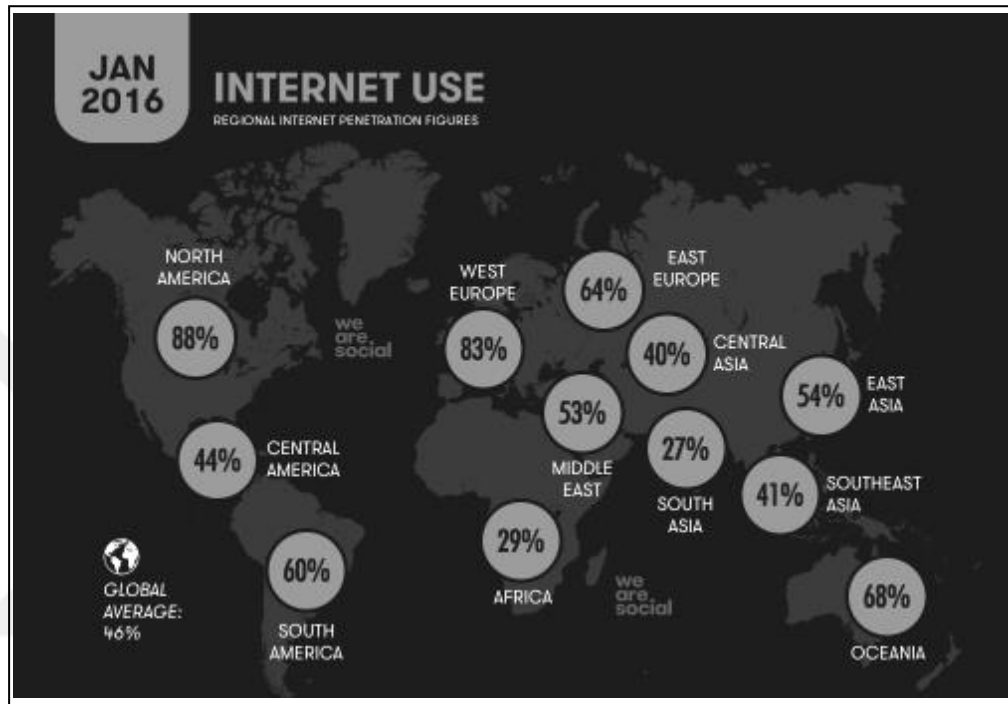 JAN
2016
INTERNET USE
REGIONAL INTERNET PENETRATION FIGURES
NORTH
AMERICA
88%
we
are.
social
WEST
EUROPE
83%
64%
EAST
EUROPE
40%
CENTRAL
ASIA
54%
EAST
ASIA
53%
MIDDLE
EAST
27%
SOUTH
ASIA
41%
SOUTHEAST
ASIA
44%
CENTRAL
AMERICA
29%
AFRICA
60%
SOUTH
AMERICA
we
are.
social
68%
OCEANIA
GLOBAL
AVERAGE:
46%